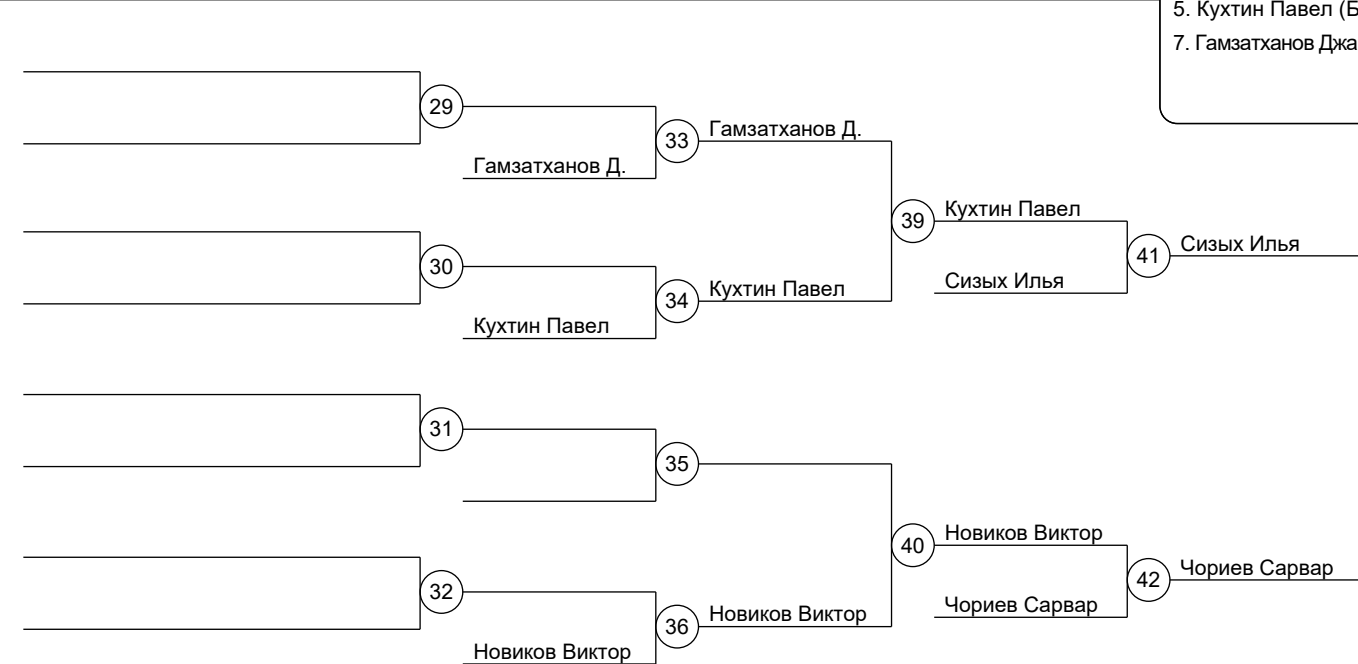 5. Кухтин Павел (Б
7. Гамзатханов Джа
29
33
Гамзатханов Д.
Гамзатханов Д.
39
Кухтин Павел
41
Сизых Илья
30
Сизых Илья
34
Кухтин Павел
Кухтин Павел
31
35
40
Новиков Виктор
42
Чориев Сарвар
32
Чориев Сарвар
36
Новиков Виктор
Новиков Виктор